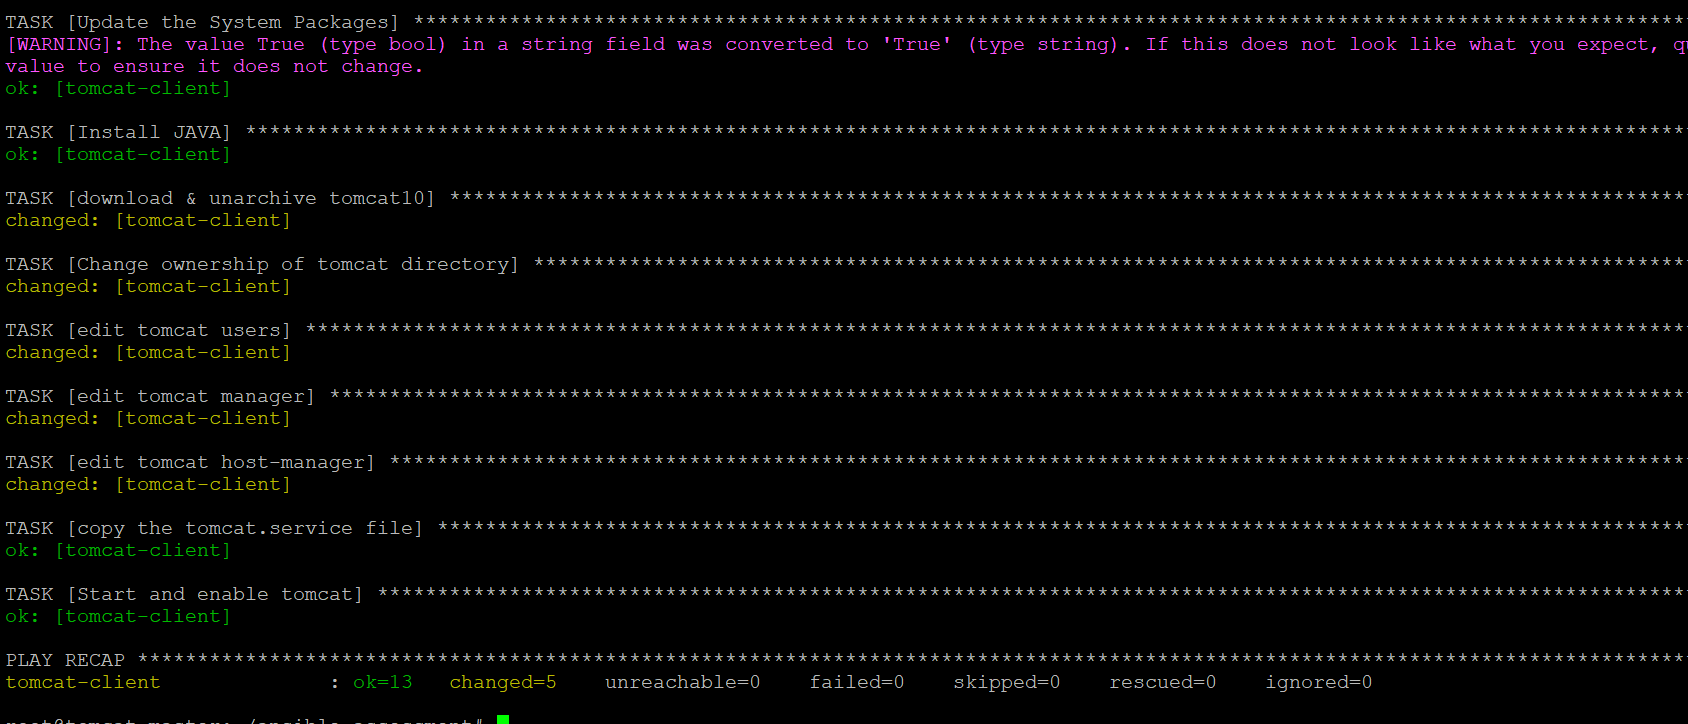 TASK [Update the System Packages] ****************************************************************************************************
[WARNING]: The value True (type bool) in a string field was converted to 'True' (type string). If this does not look like what you expect,
value to ensure it does not change.
ok: [tomcat-client]
TASK [Install JAVA] ****************************************************************************************************
ok: [tomcat-client]
TASK [download & unarchive tomcat10] ****************************************************************************************************
changed: [tomcat-client]
TASK [Change ownership of tomcat directory] ****************************************************************************************************
changed: [tomcat-client]
TASK [edit tomcat users] ****************************************************************************************************
changed: [tomcat-client]
TASK [edit tomcat manager] ****************************************************************************************************
changed: [tomcat-client]
TASK [edit tomcat host-manager] ****************************************************************************************************
changed: [tomcat-client]
TASK [copy the tomcat.service file] ****************************************************************************************************
ok: [tomcat-client]
TASK [Start and enable tomcat] ****************************************************************************************************
ok: [tomcat-client]
PLAY RECAP ****************************************************************************************************
tomcat-client : ok=13 changed=5 unreachable=0 failed=0 skipped=0 rescued=0 ignored=0